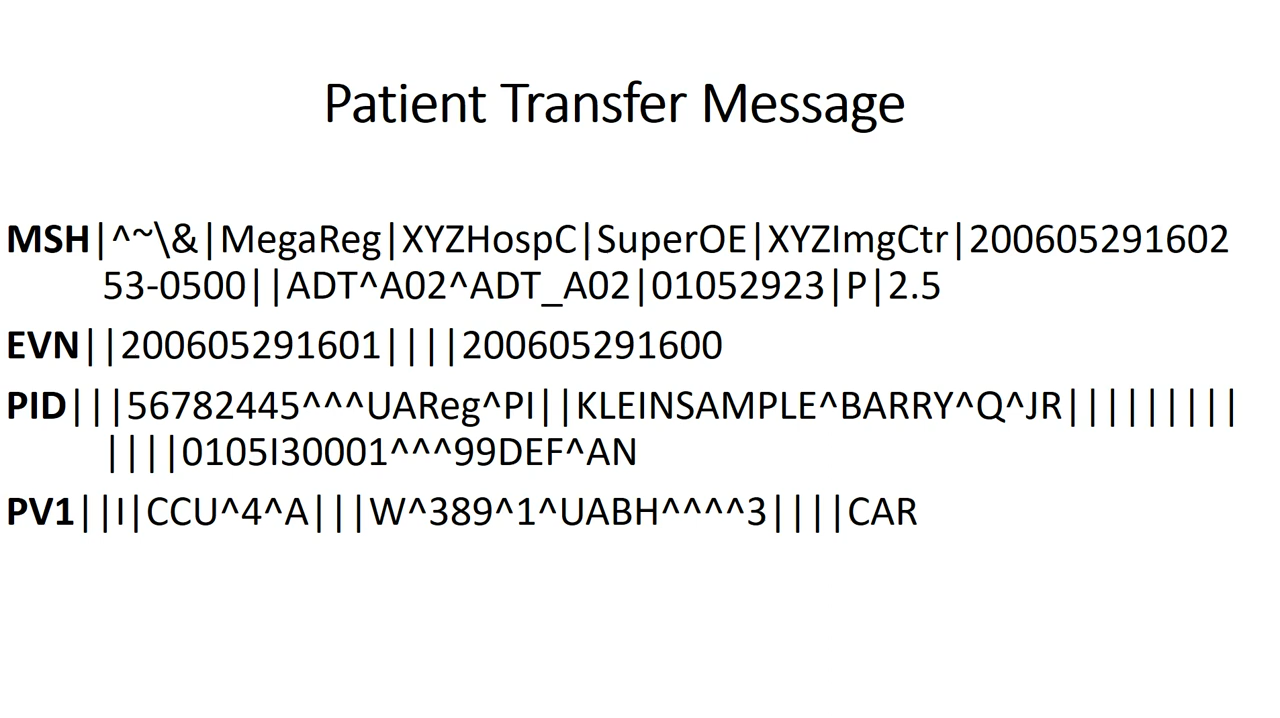 Patient Transfer Message
MSH|^~\&|MegaReg|XYZHospC|SuperOE|XYZImgCtr|200605291602
53-0500||ADT^A02^ADT_A02|01052923|P|2.5
EVN||200605291601||||200605291600
PID|||56782445^^^UAReg^PI||KLEINSAMPLE^BARRY^Q^JR|||||||||
||||0105I30001^^^99DEF^AN
PV1||I|CCU^4^A|||W^389^1^UABH^^^^3||||CAR